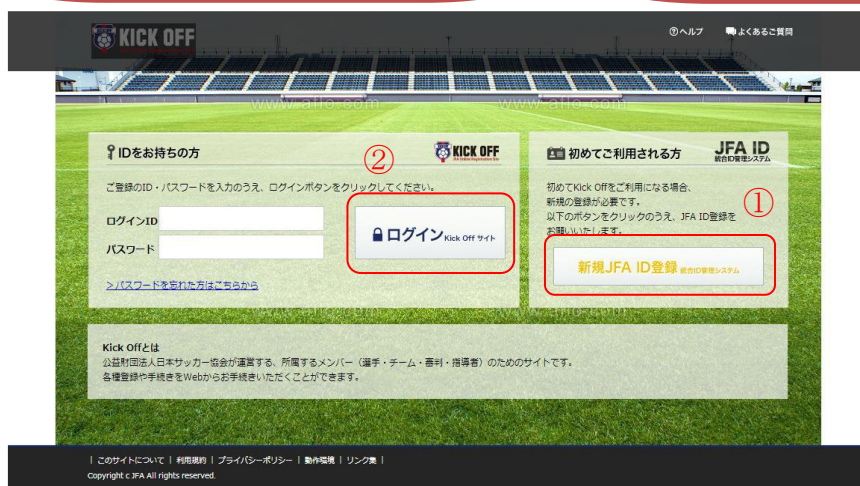 KICK OFF
ヘルプ
よくあるご質問
www.aflo.com
www.aflo.com
IDをお持ちの方
②
KICK OFF
ご登録のID・パスワードを入力のうえ、ログインボタンをクリックしてください。
ログインID
パスワード
ログイン Kick Off サイト
>パスワードを忘れた方はこちらから
初めてご利用される方
JFA ID
統合ID管理システム
初めてKick Offをご利用になる場合、
新規の登録が必要です。
以下のボタンをクリックのうえ、JFA ID登録を
お願いいたします。
①
新規JFA ID登録 統合ID管理システム
Kick Offとは
公益財団法人日本サッカー協会が運営する、所属するメンバー（選手・チーム・審判・指導者）のためのサイトです。
各種登録や手続きをWebからお手続きいただくことができます。
| このサイトについて | 利用規約 | プライバシーポリシー | 動作環境 | リンク集 |
Copyright c JFA All rights reserved.